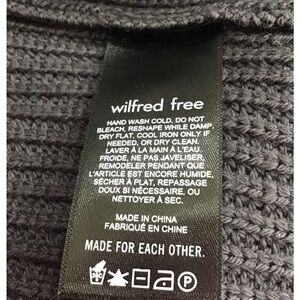 wilfred free
HAND WASH COLD, DO NOT
BLEACH, RESHAPE WHILE DAMP,
DRY FLAT, COOL IRON ONLY IF
NEEDED, OR DRY CLEAN.
LAVER À LA MAIN À L'EAU
FROIDE, NE PAS JAVELISER,
REMODELER PENDANT QUE
L'ARTICLE EST ENCORE HUMIDE,
SÉCHER À PLAT, REPASSAGE
DOUX SI NÉCESSAIRE, OU
NETTOYER À SEC.
MADE IN CHINA
FABRIQUÉ EN CHINE
MADE FOR EACH OTHER.